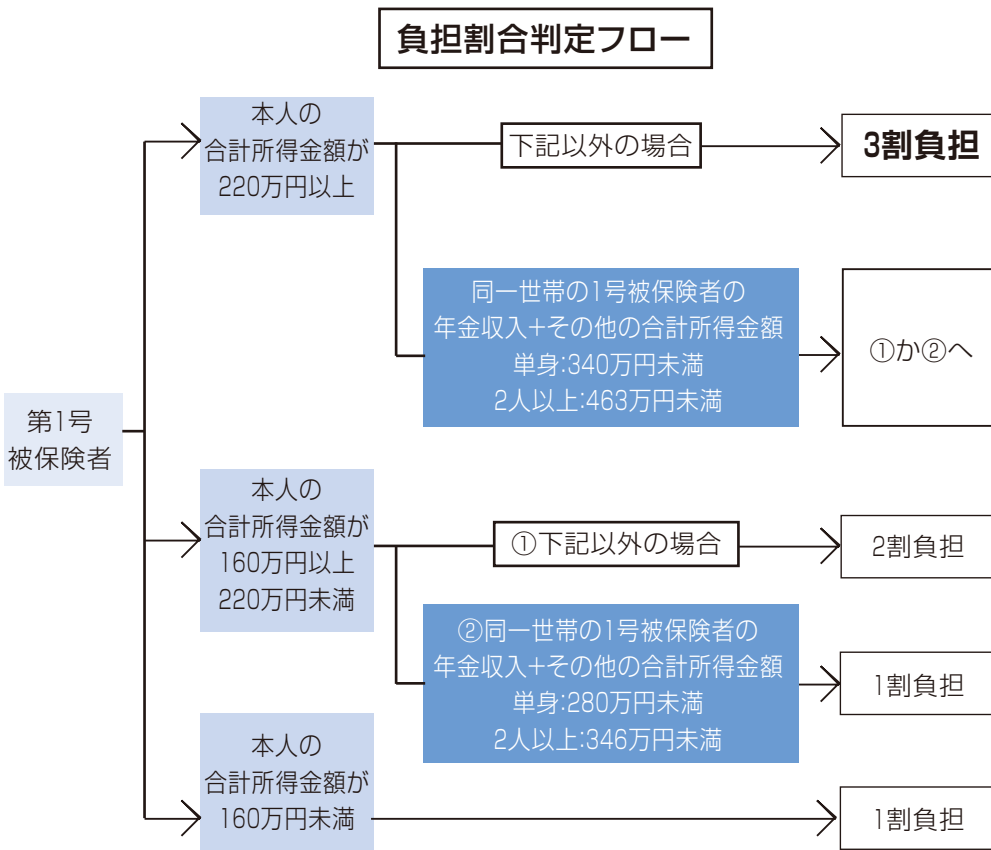 負担割合判定フロー
本人の
合計所得金額が
220万円以上
下記以外の場合
3割負担
同一世帯の1号被保険者の
年金収入+その他の合計所得金額
単身:340万円未満
2人以上:463万円未満
①か②へ
第1号
被保険者
本人の
合計所得金額が
160万円以上
220万円未満
①下記以外の場合
2割負担
②同一世帯の1号被保険者の
年金収入+その他の合計所得金額
単身:280万円未満
2人以上:346万円未満
1割負担
本人の
合計所得金額が
160万円未満
1割負担